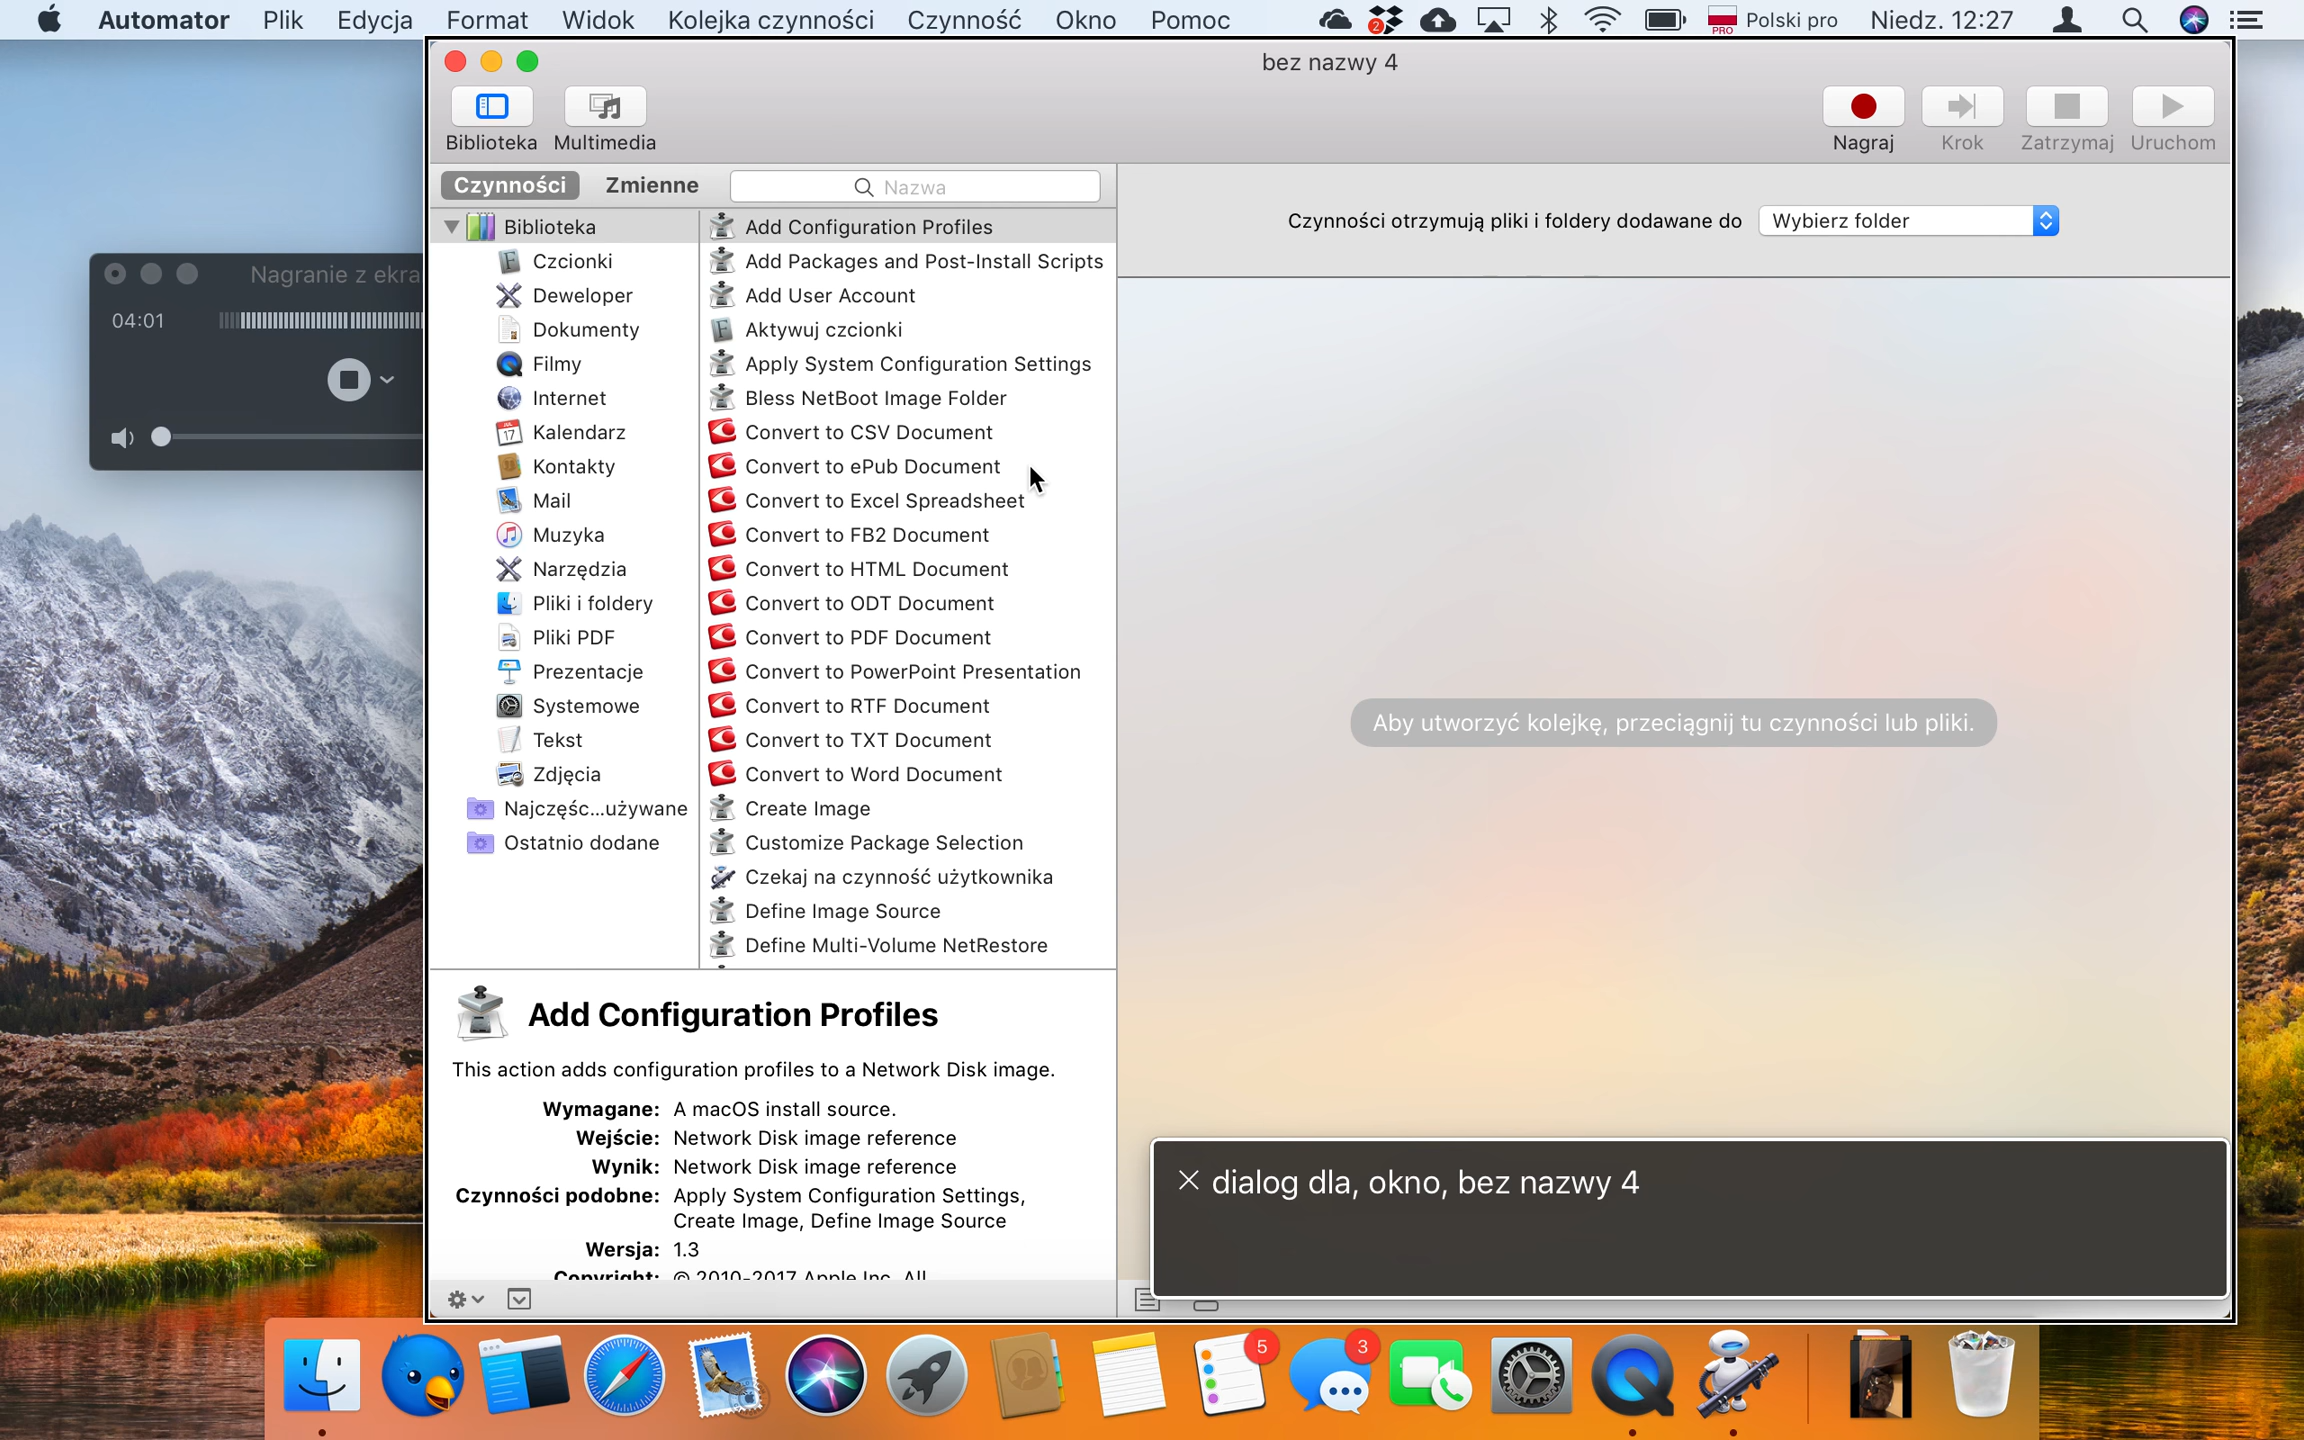 Automator Plik Edycja Format Widok Kolejka czynności Czynność Okno Pomoc 2 PRO Polski pro Niedz. 12:27
bez nazwy 4
Biblioteka Multimedia Nagraj Krok Zatrzymaj Uruchom
Czynności Zmienne Nazwa
Czynności otrzymują pliki i foldery dodawane do Wybierz folder
Nagranie z ekra
04:01
Biblioteka
Czcionki
Deweloper
Dokumenty
Filmy
Internet
Kalendarz
Kontakty
Mail
Muzyka
Narzędzia
Pliki i foldery
Pliki PDF
Prezentacje
Systemowe
Tekst
Zdjęcia
Najczęśc...używane
Ostatnio dodane
Add Configuration Profiles
Add Packages and Post-Install Scripts
Add User Account
Aktywuj czcionki
Apply System Configuration Settings
Bless NetBoot Image Folder
Convert to CSV Document
Convert to ePub Document
Convert to Excel Spreadsheet
Convert to FB2 Document
Convert to HTML Document
Convert to ODT Document
Convert to PDF Document
Convert to PowerPoint Presentation
Convert to RTF Document
Convert to TXT Document
Convert to Word Document
Create Image
Customize Package Selection
Czekaj na czynność użytkownika
Define Image Source
Define Multi-Volume NetRestore
Aby utworzyć kolejkę, przeciągnij tu czynności lub pliki.
Add Configuration Profiles
This action adds configuration profiles to a Network Disk image.
Wymagane: A macOS install source.
Wejście: Network Disk image reference
Wynik: Network Disk image reference
Czynności podobne: Apply System Configuration Settings,
Create Image, Define Image Source
Wersja: 1.3
Copyright: © 2010-2017 Apple Inc. All
dialog dla, okno, bez nazwy 4
5 3